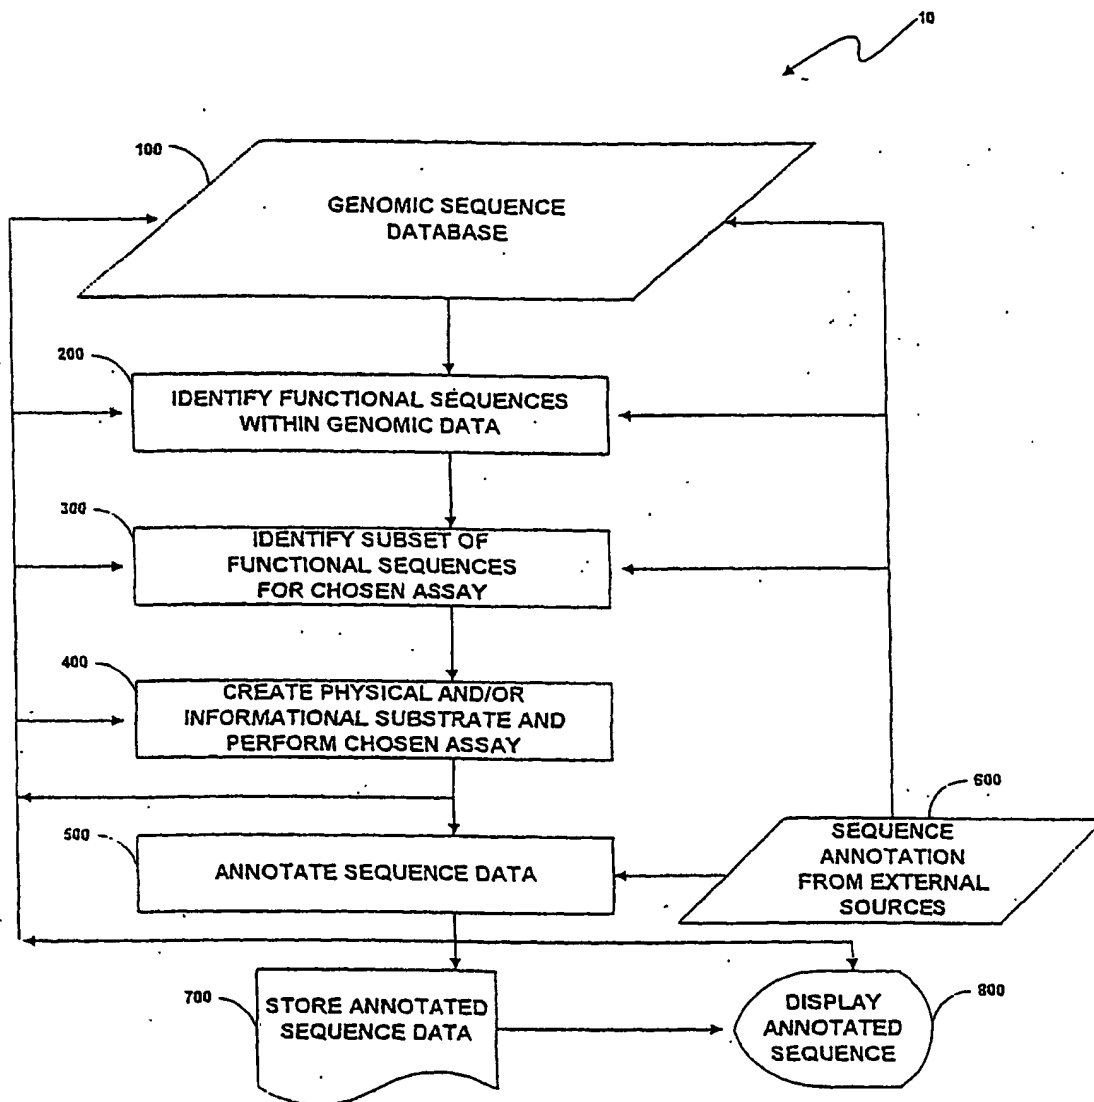 10
100
GENOMIC SEQUENCE
DATABASE
200
IDENTIFY FUNCTIONAL SEQUENCES
WITHIN GENOMIC DATA
300
IDENTIFY SUBSET OF
FUNCTIONAL SEQUENCES
FOR CHOSEN ASSAY
400
CREATE PHYSICAL AND/OR
INFORMATIONAL SUBSTRATE AND
PERFORM CHOSEN ASSAY
500
ANNOTATE SEQUENCE DATA
600
SEQUENCE
ANNOTATION
FROM EXTERNAL
SOURCES
700
STORE ANNOTATED
SEQUENCE DATA
800
DISPLAY
ANNOTATED
SEQUENCE